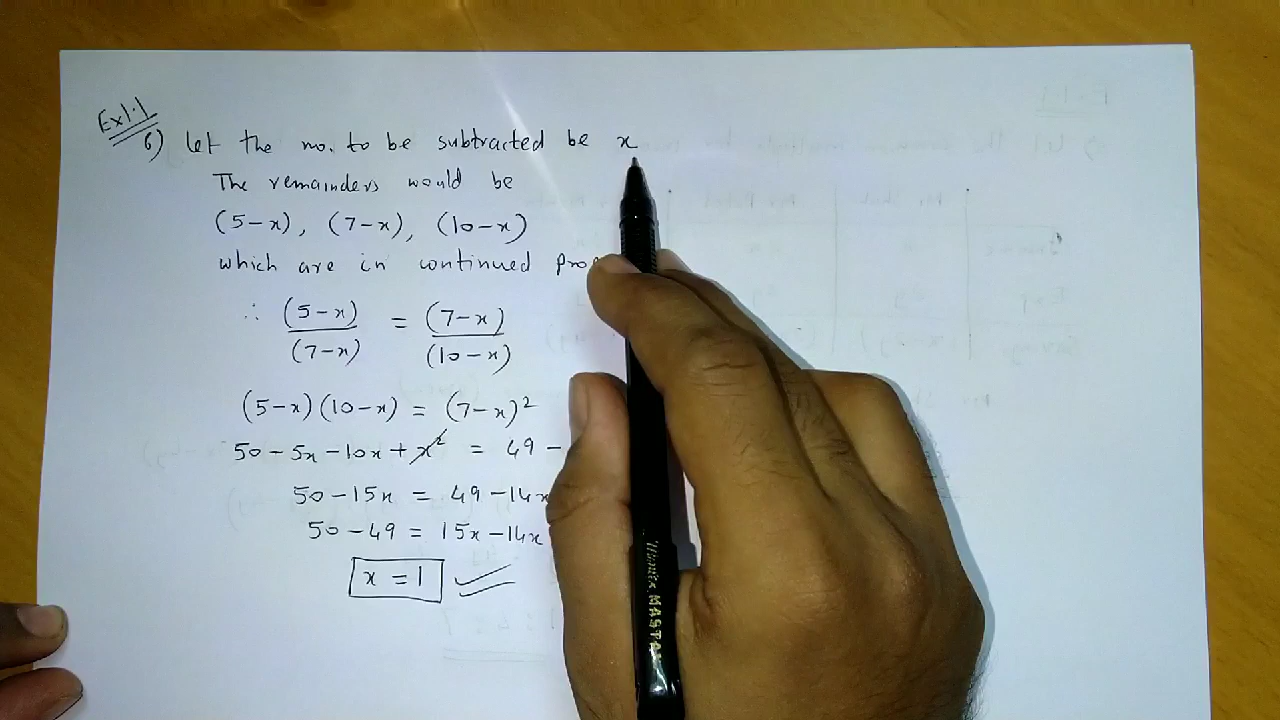 Ex1.1
6) Let the no. to be subtracted be x
The remainders would be
(5-x), (7-x), (10-x)
which are in continued
∴ (5-x)/(7-x) = (7-x)/(10-x)
(5-x)(10-x) = (7-x)²
50-5x-10x+x² = 49-
50-15x = 49-14x
50-49 = 15x-14x
x = 1
MASTER